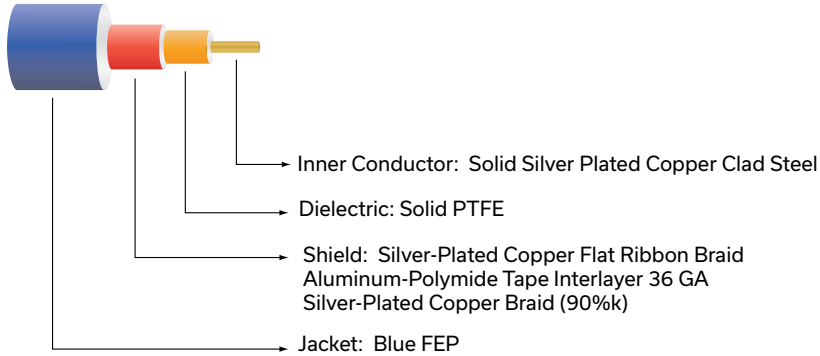 Inner Conductor: Solid Silver Plated Copper Clad Steel
Dielectric: Solid PTFE
Shield: Silver-Plated Copper Flat Ribbon Braid
Aluminum-Polymide Tape Interlayer 36 GA
Silver-Plated Copper Braid (90%k)
Jacket: Blue FEP